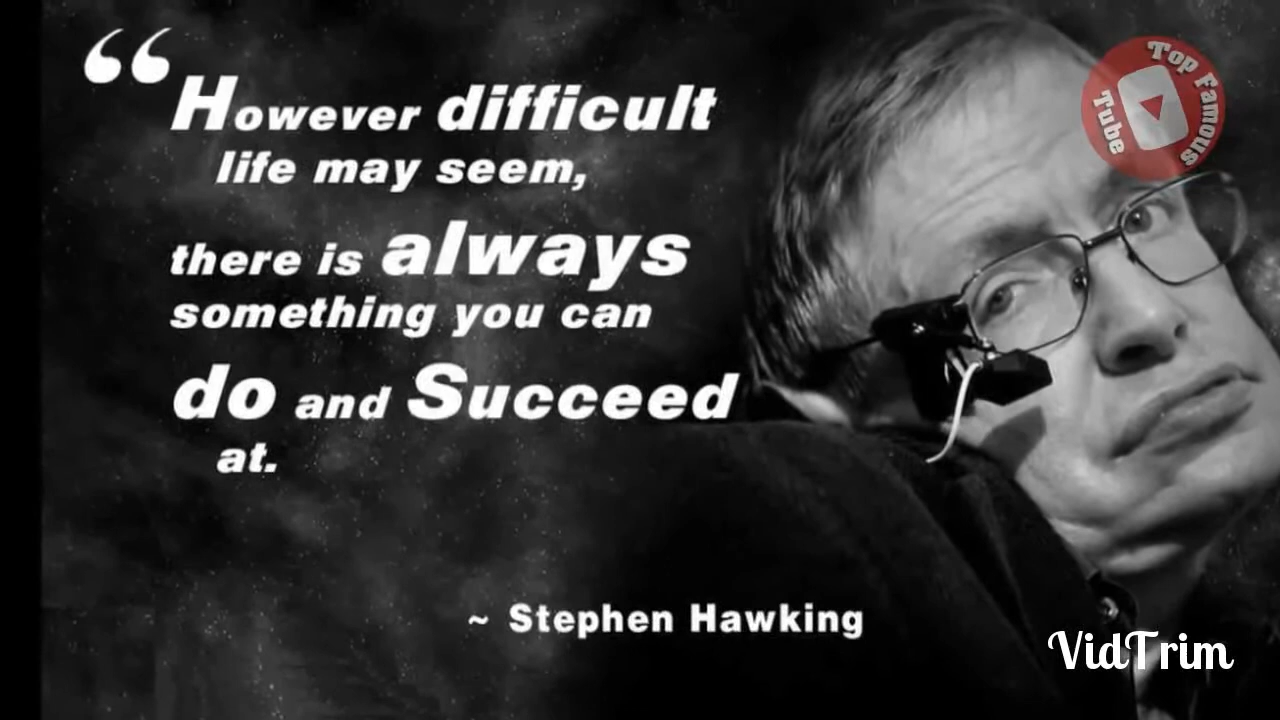 “However difficult
life may seem,
there is always
something you can
do and Succeed
at.
~ Stephen Hawking
Top Famous
Tube
VidTrim